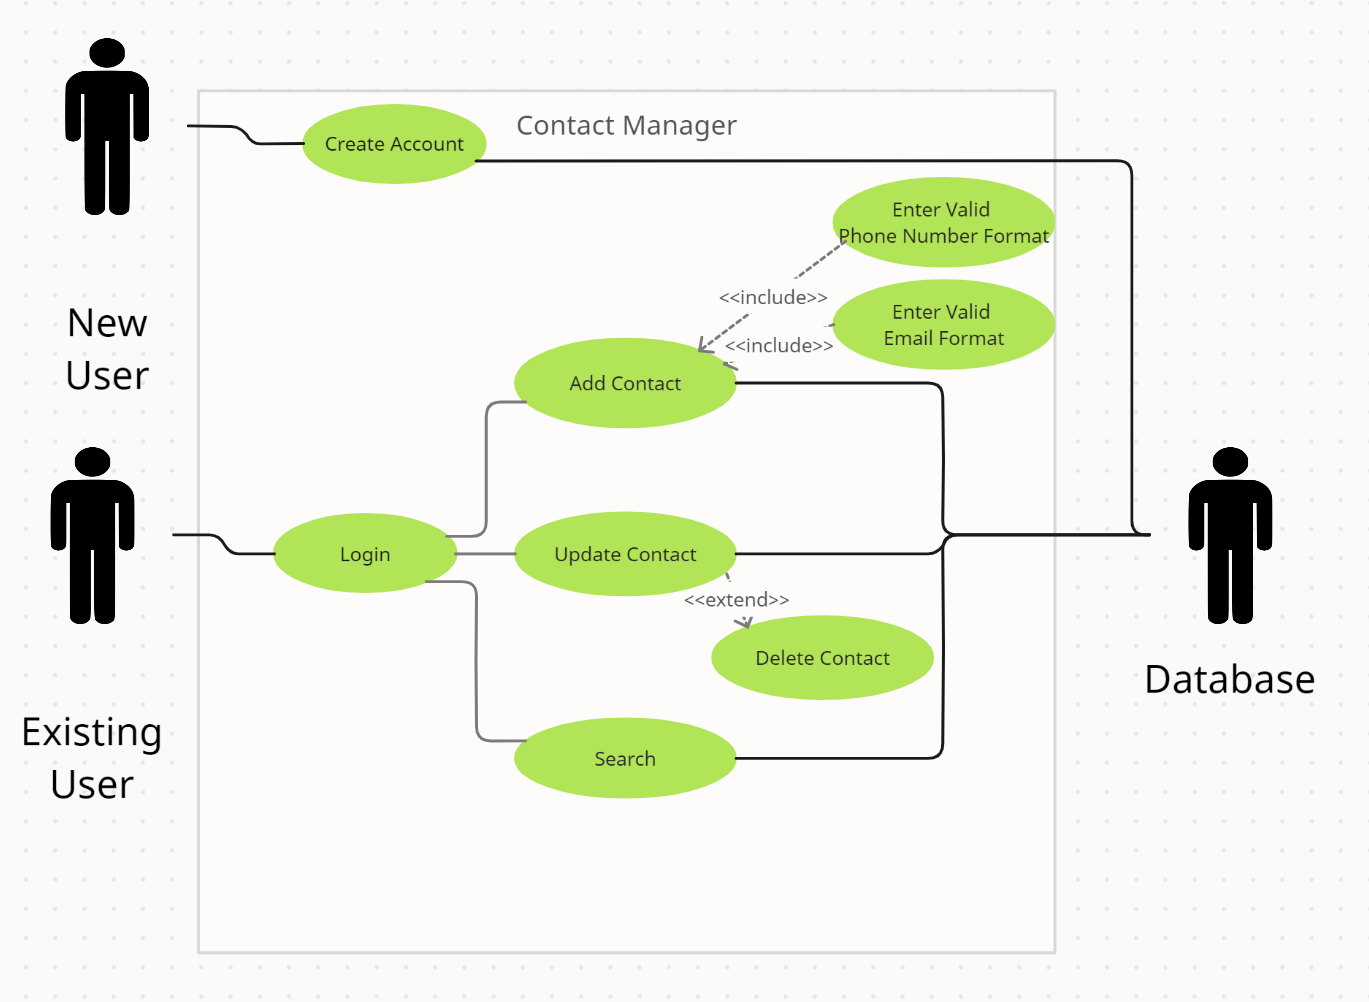 Create Account
Contact Manager
Enter Valid
Phone Number Format
<<include>>
Enter Valid
Email Format
<<include>>
New
User
Add Contact
Login
Update Contact
<<extend>>
Delete Contact
Database
Existing
User
Search